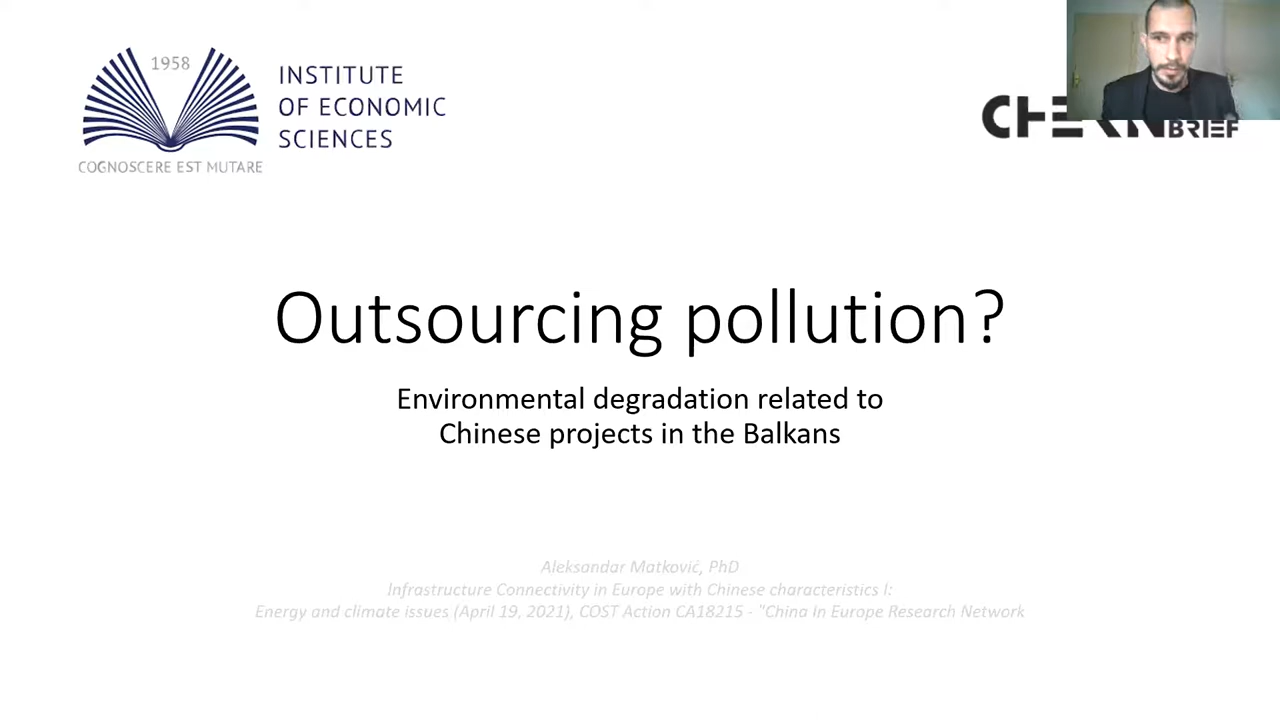 1958
INSTITUTE
OF ECONOMIC
SCIENCES
COGNOSCERE EST MUTARE
BRIEF
Outsourcing pollution?
Environmental degradation related to
Chinese projects in the Balkans
Aleksandar Matković, PhD
Infrastructure Connectivity in Europe with Chinese characteristics I:
Energy and climate issues (April 19, 2021), COST Action CA18215 - "China In Europe Research Network